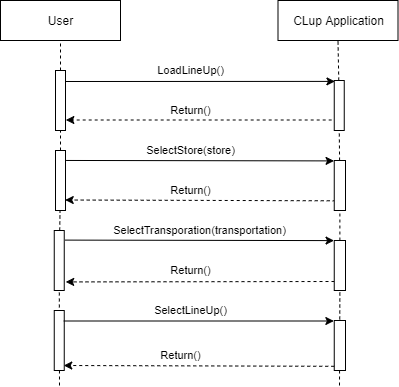 User
CLup Application
LoadLineUp()
Return()
SelectStore(store)
Return()
SelectTransporation(transportation)
Return()
SelectLineUp()
Return()